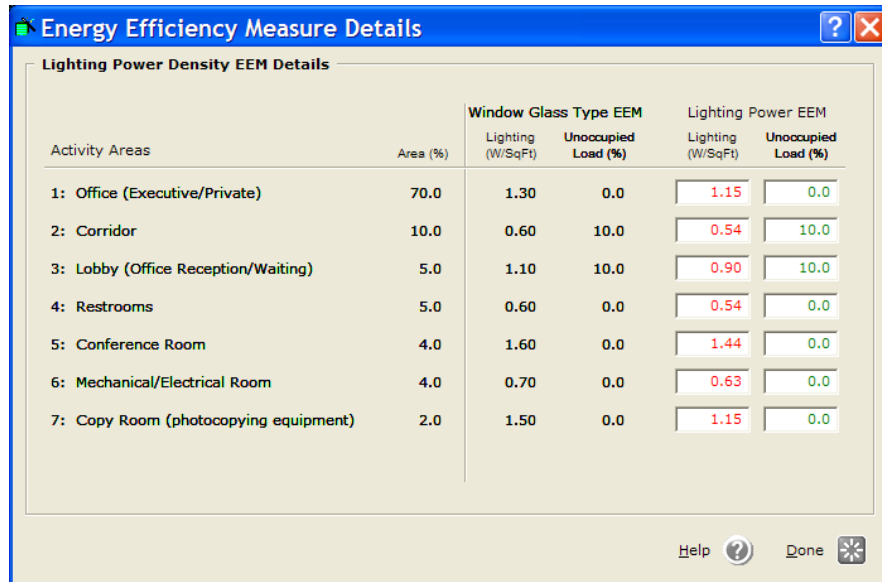 Energy Efficiency Measure Details
Lighting Power Density EEM Details
Window Glass Type EEM Lighting Power EEM
Activity Areas Area (%) Lighting (W/SqFt) Unoccupied Load (%) Lighting (W/SqFt) Unoccupied Load (%)
1: Office (Executive/Private) 70.0 1.30 0.0 1.15 0.0
2: Corridor 10.0 0.60 10.0 0.54 10.0
3: Lobby (Office Reception/Waiting) 5.0 1.10 10.0 0.90 10.0
4: Restrooms 5.0 0.60 0.0 0.54 0.0
5: Conference Room 4.0 1.60 0.0 1.44 0.0
6: Mechanical/Electrical Room 4.0 0.70 0.0 0.63 0.0
7: Copy Room (photocopying equipment) 2.0 1.50 0.0 1.15 0.0
Help ? Done